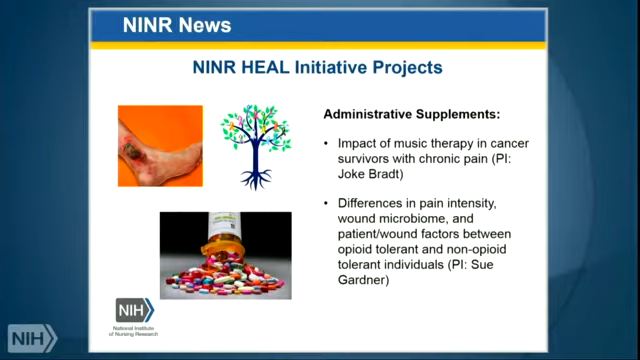 NINR News
NINR HEAL Initiative Projects
Administrative Supplements:
• Impact of music therapy in cancer
survivors with chronic pain (PI:
Joke Bradt)
• Differences in pain intensity,
wound microbiome, and
patient/wound factors between
opioid tolerant and non-opioid
tolerant individuals (PI: Sue
Gardner)
NIH
National Institute
of Nursing Research
NIH